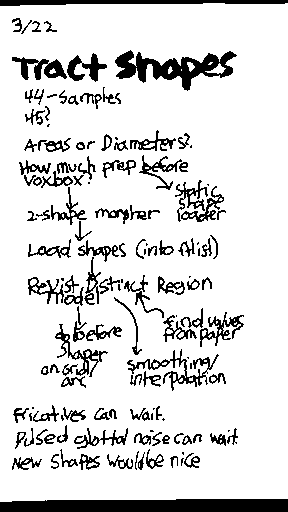 3/22
Tract Shapes
44-Samples
45?
Areas or Diameters?
How much prep before
voxbox?
static
shape
loader
2-shape morpher
Load shapes (into filist)
Revist Distinct Region
model
do before
shaper
on grid/
arc
find values
from paper
smoothing/
interpolation
Fricatives can wait.
Pulsed glottal noise can wait
New shapes would be nice